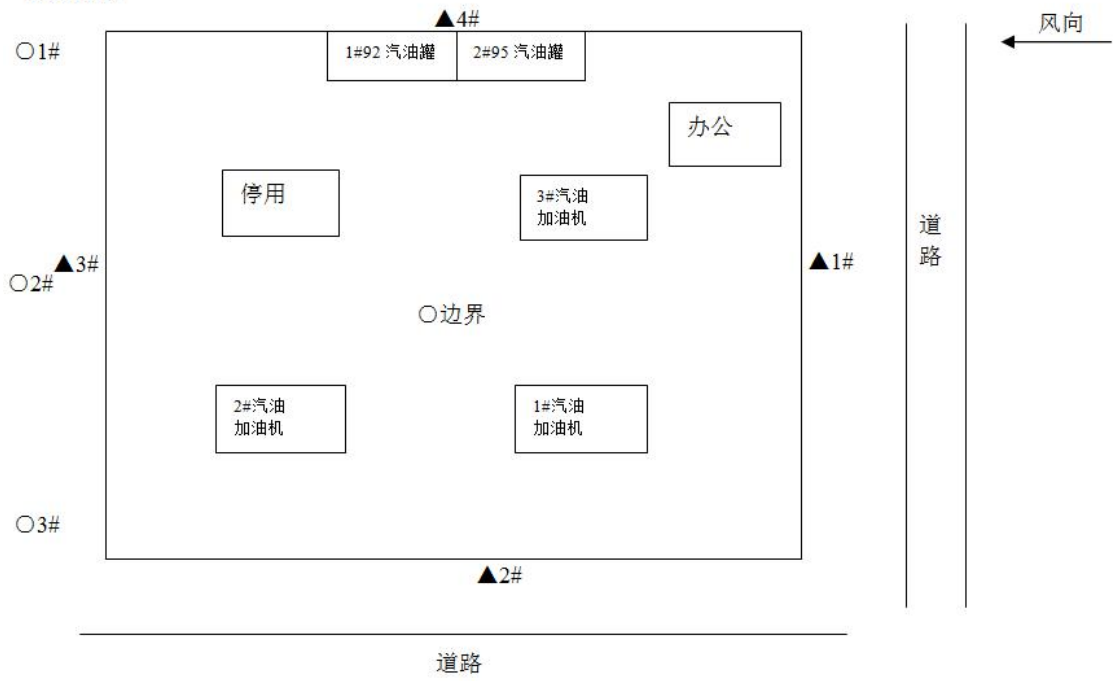 ▲4#
风向
○1#
1#92 汽油罐
2#95 汽油罐
办公
停用
3#汽油
加油机
道
路
▲3#
▲1#
○2#
○边界
2#汽油
加油机
1#汽油
加油机
○3#
▲2#
道路